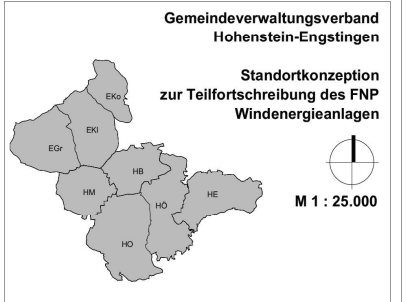 Gemeindeverwaltungsverband
Hohenstein-Engstingen
Standortkonzeption
zur Teilfortschreibung des FNP
Windenergieanlagen
M 1 : 25.000
EKo
EKl
EGr
HB
HM
HÖ
HE
HO